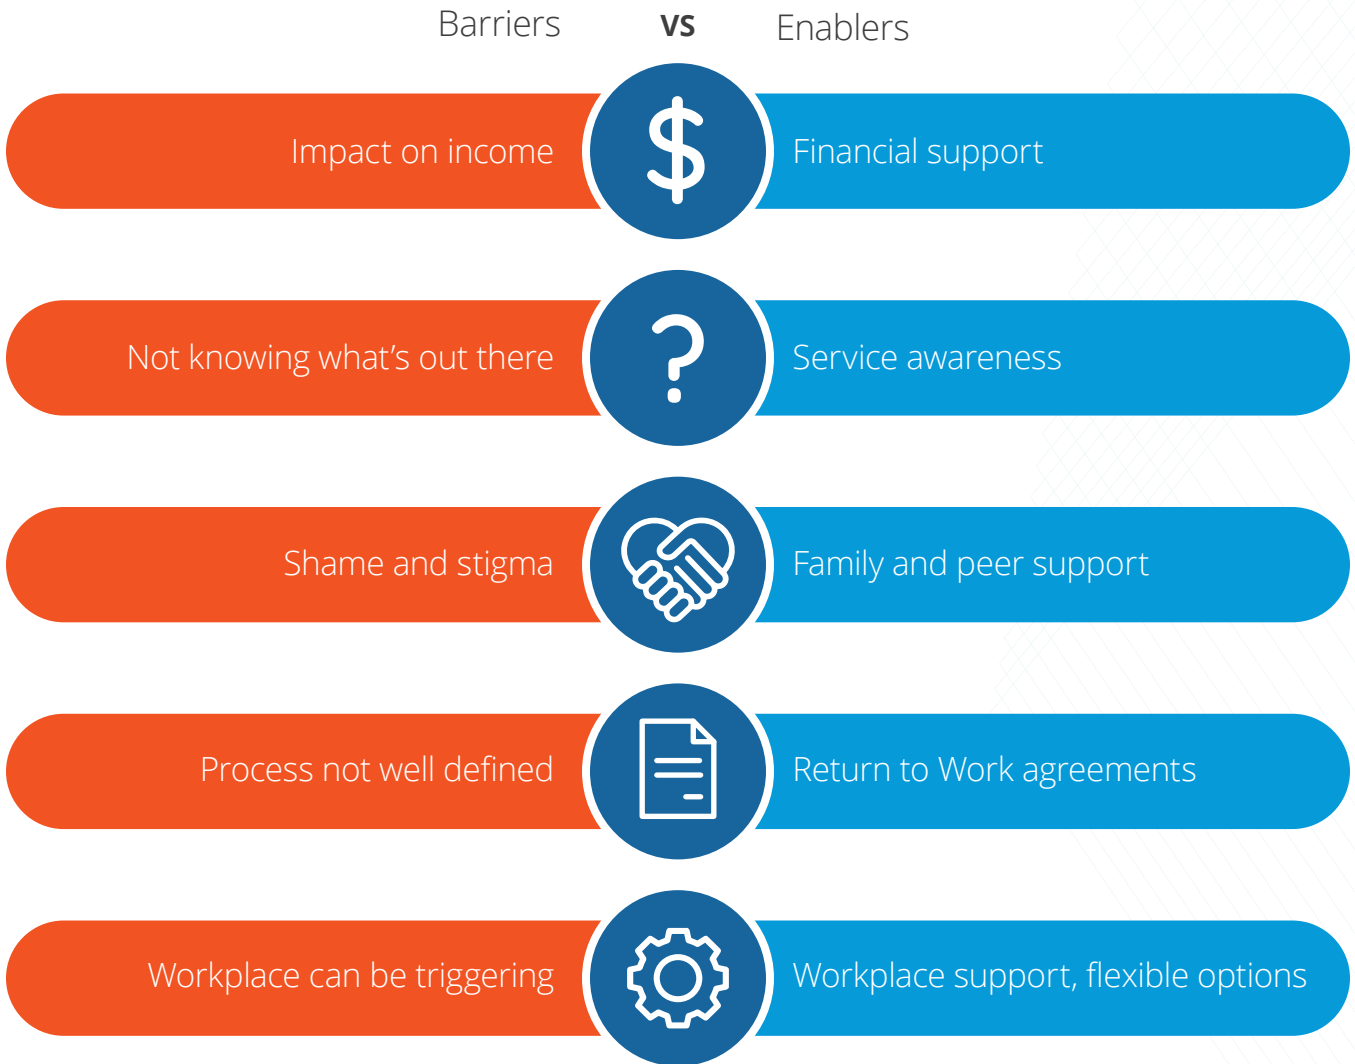 Barriers vs Enablers
Impact on income $ Financial support
Not knowing what’s out there ? Service awareness
Shame and stigma Family and peer support
Process not well defined Return to Work agreements
Workplace can be triggering Workplace support, flexible options